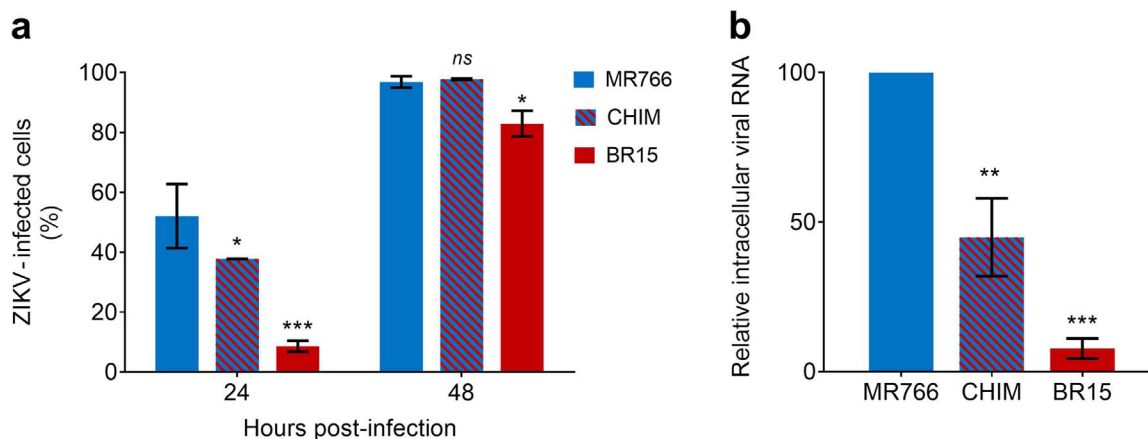 a
ZIKV-infected cells
(%)
100
80
60
40
20
0
*
***
ns
*
24
48
Hours post-infection
MR766
CHIM
BR15
b
Relative intracellular viral RNA
100
50
0
**
***
MR766
CHIM
BR15